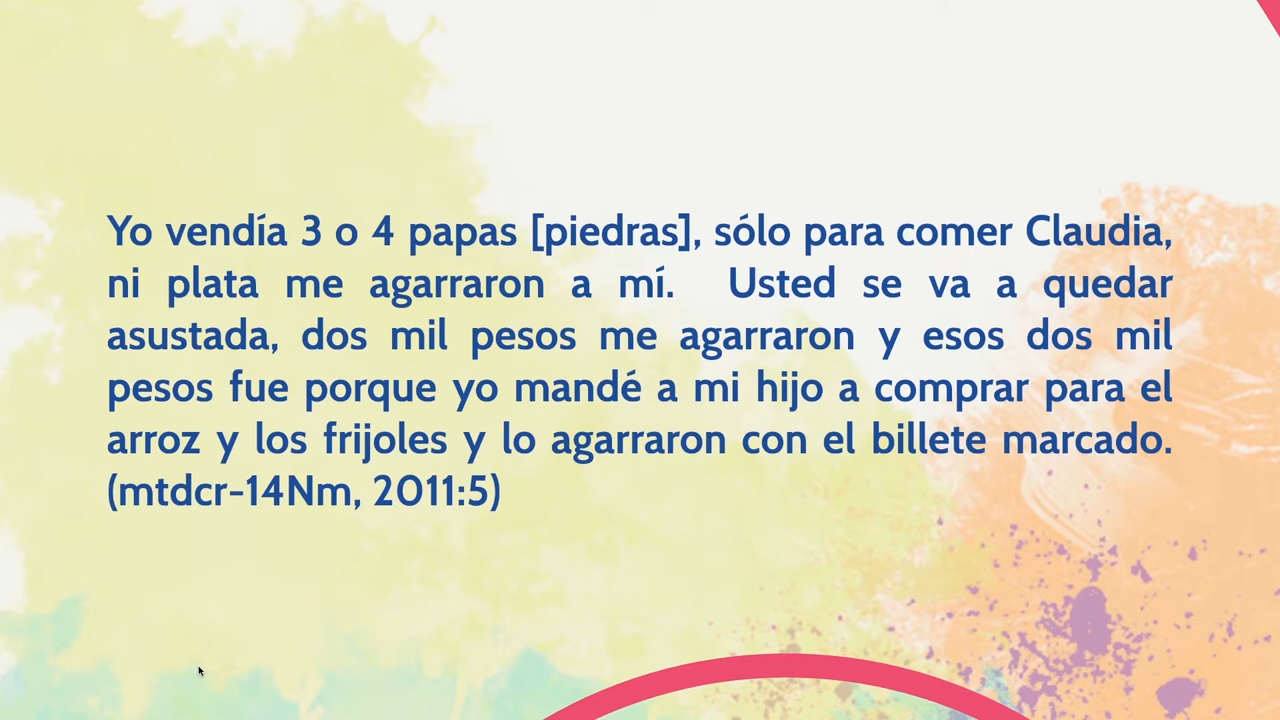 Yo vendía 3 o 4 papas [piedras], sólo para comer Claudia,
ni plata me agarraron a mí. Usted se va a quedar
asustada, dos mil pesos me agarraron y esos dos mil
pesos fue porque yo mandé a mi hijo a comprar para el
arroz y los frijoles y lo agarraron con el billete marcado.
(mtdcr-14Nm, 2011:5)